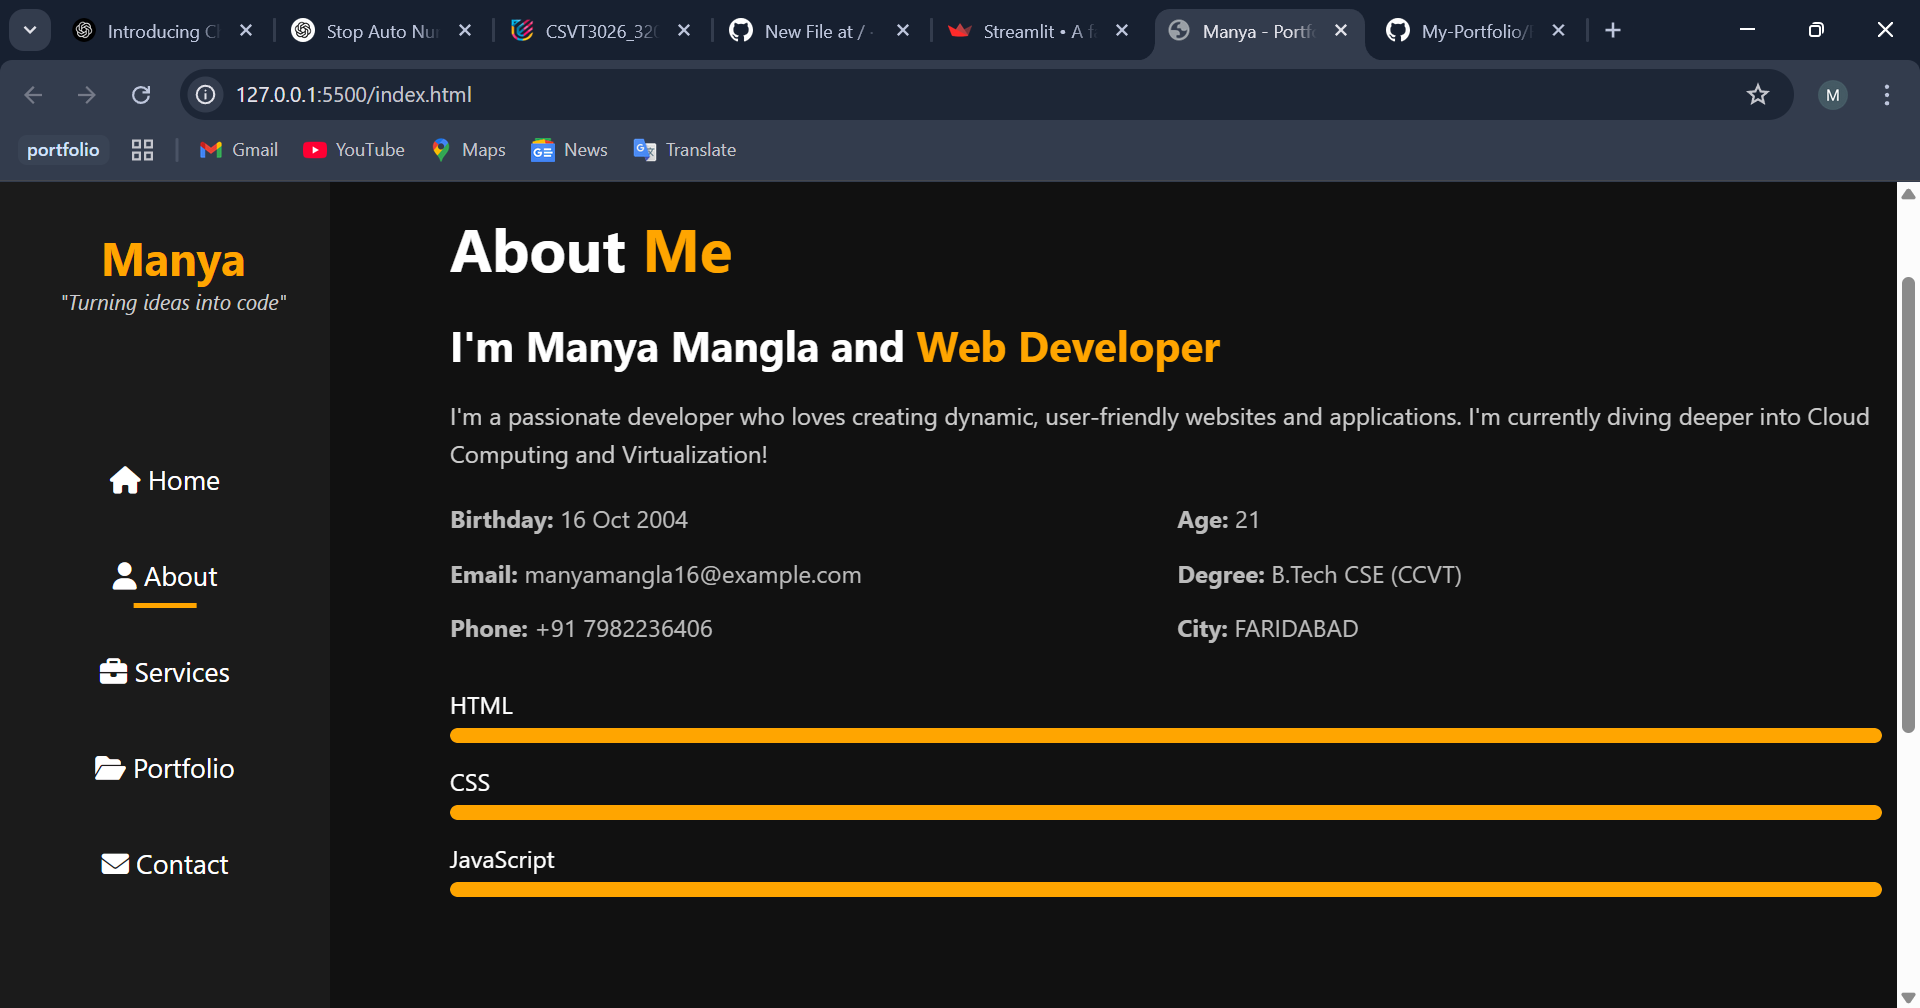 Introducing C
Stop Auto Nu
CSVT3026_32
New File at /
Streamlit • A f
Manya - Portf
My-Portfolio/
127.0.0.1:5500/index.html
M
portfolio
Gmail
YouTube
Maps
News
Translate
Manya
"Turning ideas into code"
Home
About
Services
Portfolio
Contact
About Me
I'm Manya Mangla and Web Developer
I'm a passionate developer who loves creating dynamic, user-friendly websites and applications. I'm currently diving deeper into Cloud
Computing and Virtualization!
Birthday: 16 Oct 2004
Age: 21
Email: manyamangla16@example.com
Degree: B.Tech CSE (CCVT)
Phone: +91 7982236406
City: FARIDABAD
HTML
CSS
JavaScript